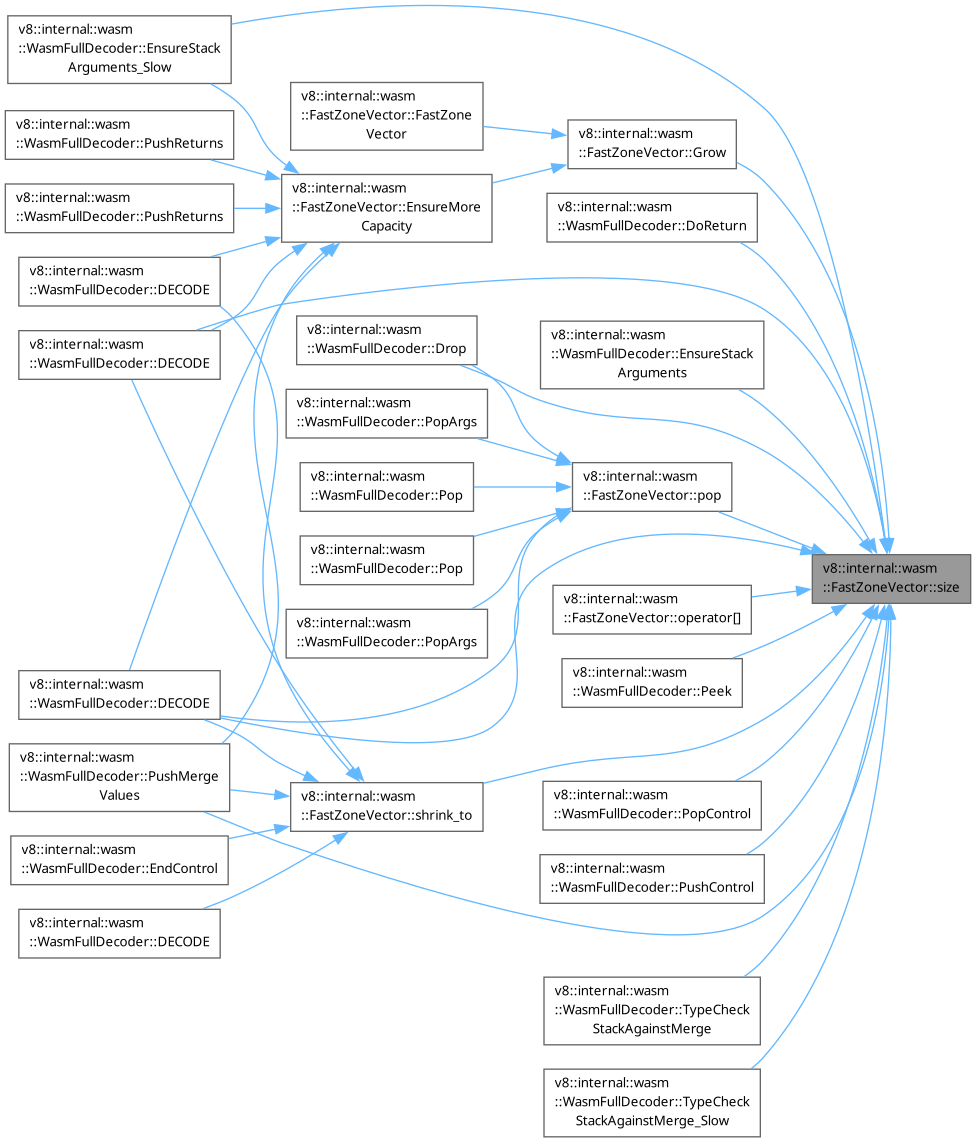 v8::internal::wasm
::WasmFullDecoder::EnsureStack
Arguments_Slow
v8::internal::wasm
::WasmFullDecoder::PushReturns
v8::internal::wasm
::WasmFullDecoder::PushReturns
v8::internal::wasm
::WasmFullDecoder::DECODE
v8::internal::wasm
::WasmFullDecoder::DECODE
v8::internal::wasm
::WasmFullDecoder::DECODE
v8::internal::wasm
::WasmFullDecoder::PushMerge
Values
v8::internal::wasm
::WasmFullDecoder::EndControl
v8::internal::wasm
::WasmFullDecoder::DECODE
v8::internal::wasm
::FastZoneVector::FastZone
Vector
v8::internal::wasm
::FastZoneVector::EnsureMore
Capacity
v8::internal::wasm
::WasmFullDecoder::Drop
v8::internal::wasm
::WasmFullDecoder::PopArgs
v8::internal::wasm
::WasmFullDecoder::Pop
v8::internal::wasm
::WasmFullDecoder::Pop
v8::internal::wasm
::WasmFullDecoder::PopArgs
v8::internal::wasm
::FastZoneVector::shrink_to
v8::internal::wasm
::FastZoneVector::Grow
v8::internal::wasm
::WasmFullDecoder::DoReturn
v8::internal::wasm
::WasmFullDecoder::EnsureStack
Arguments
v8::internal::wasm
::FastZoneVector::pop
v8::internal::wasm
::FastZoneVector::operator[]
v8::internal::wasm
::WasmFullDecoder::Peek
v8::internal::wasm
::WasmFullDecoder::PopControl
v8::internal::wasm
::WasmFullDecoder::PushControl
v8::internal::wasm
::WasmFullDecoder::TypeCheck
StackAgainstMerge
v8::internal::wasm
::WasmFullDecoder::TypeCheck
StackAgainstMerge_Slow
v8::internal::wasm
::FastZoneVector::size